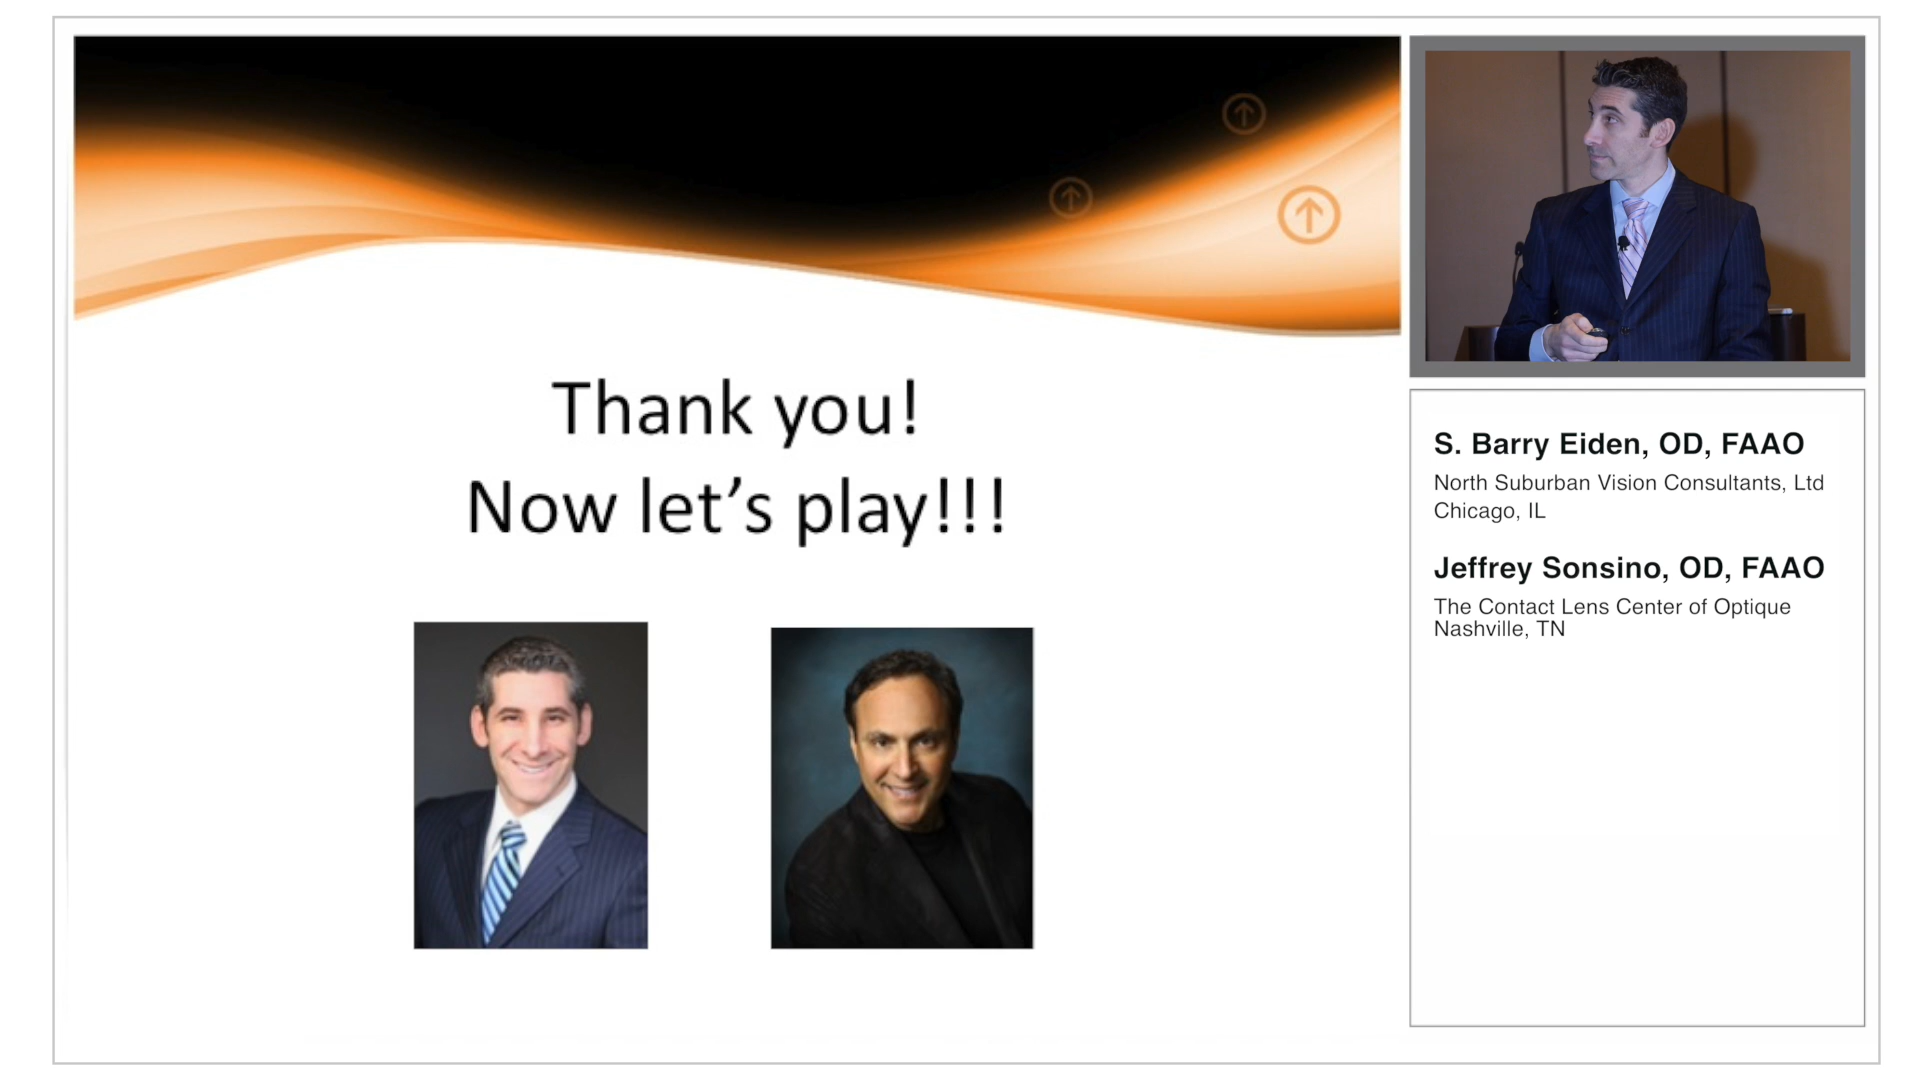 Thank you!
Now let’s play!!!
S. Barry Eiden, OD, FAAO
North Suburban Vision Consultants, Ltd
Chicago, IL
Jeffrey Sonsino, OD, FAAO
The Contact Lens Center of Optique
Nashville, TN